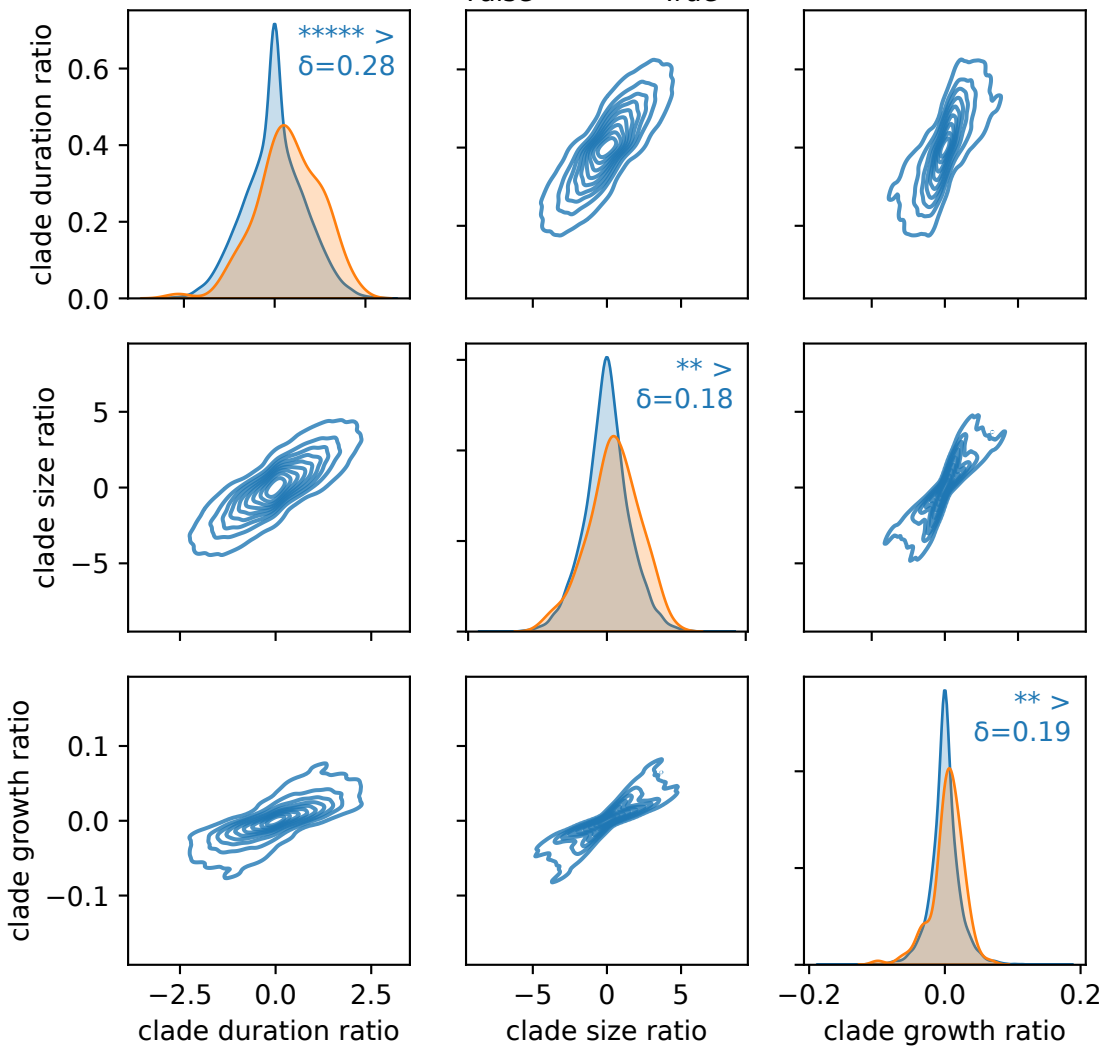 ***** >
δ=0.28
clade duration ratio
0.6
0.4
0.2
0.0
** >
δ=0.18
clade size ratio
5
0
−5
** >
δ=0.19
clade growth ratio
0.1
0.0
−0.1
−2.5 0.0 2.5
−5 0 5
−0.2 0.0 0.2
clade duration ratio
clade size ratio
clade growth ratio